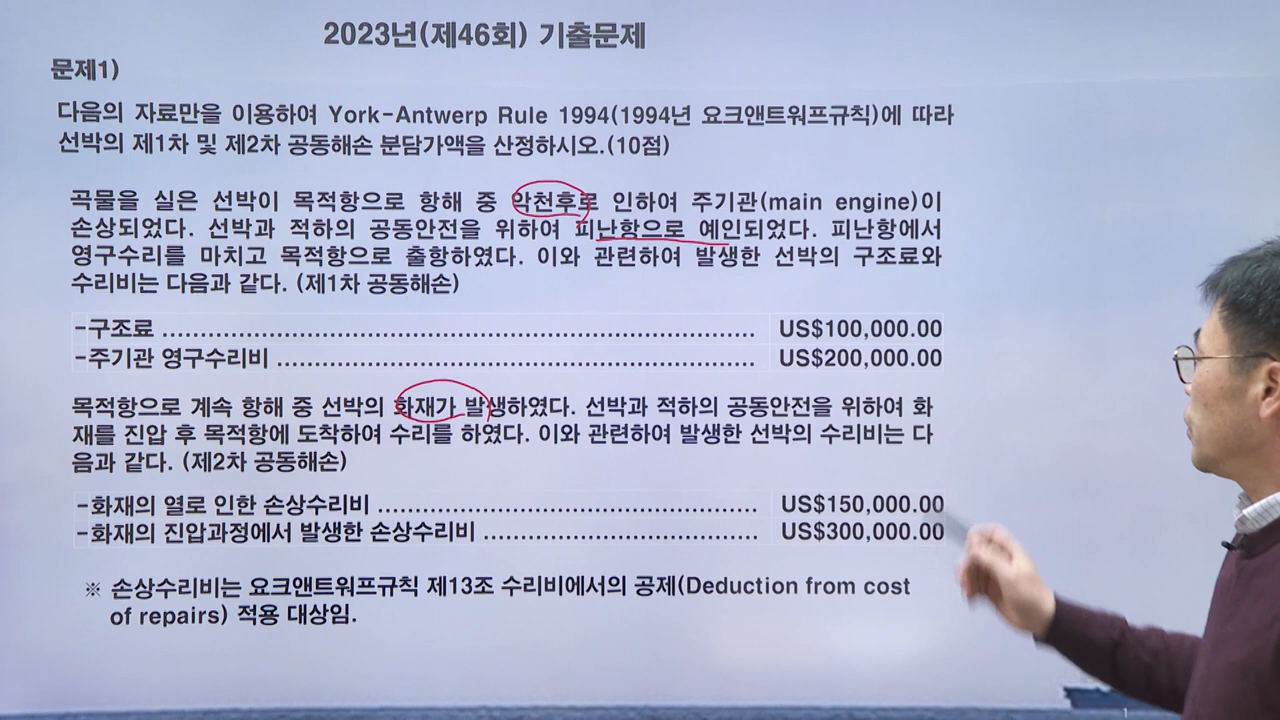 2023년(제46회) 기출문제
문제1)
다음의 자료만을 이용하여 York-Antwerp Rule 1994(1994년 요크앤트워프규칙)에 따라
선박의 제1차 및 제2차 공동해손 분담가액을 산정하시오.(10점)
곡물을 실은 선박이 목적항으로 항해 중 악천후로 인하여 주기관(main engine)이
손상되었다. 선박과 적하의 공동안전을 위하여 피난항으로 예인되었다. 피난항에서
영구수리를 마치고 목적항으로 출항하였다. 이와 관련하여 발생한 선박의 구조료와
수리비는 다음과 같다. (제1차 공동해손)
-구조료 ........................................................................ US$100,000.00
-주기관 영구수리비 ........................................................ US$200,000.00
목적항으로 계속 항해 중 선박의 화재가 발생하였다. 선박과 적하의 공동안전을 위하여 화
재를 진압 후 목적항에 도착하여 수리를 하였다. 이와 관련하여 발생한 선박의 수리비는 다
음과 같다. (제2차 공동해손)
-화재의 열로 인한 손상수리비 .............................................. US$150,000.00
-화재의 진압과정에서 발생한 손상수리비 ................................ US$300,000.00
※ 손상수리비는 요크앤트워프규칙 제13조 수리비에서의 공제(Deduction from cost
of repairs) 적용 대상임.